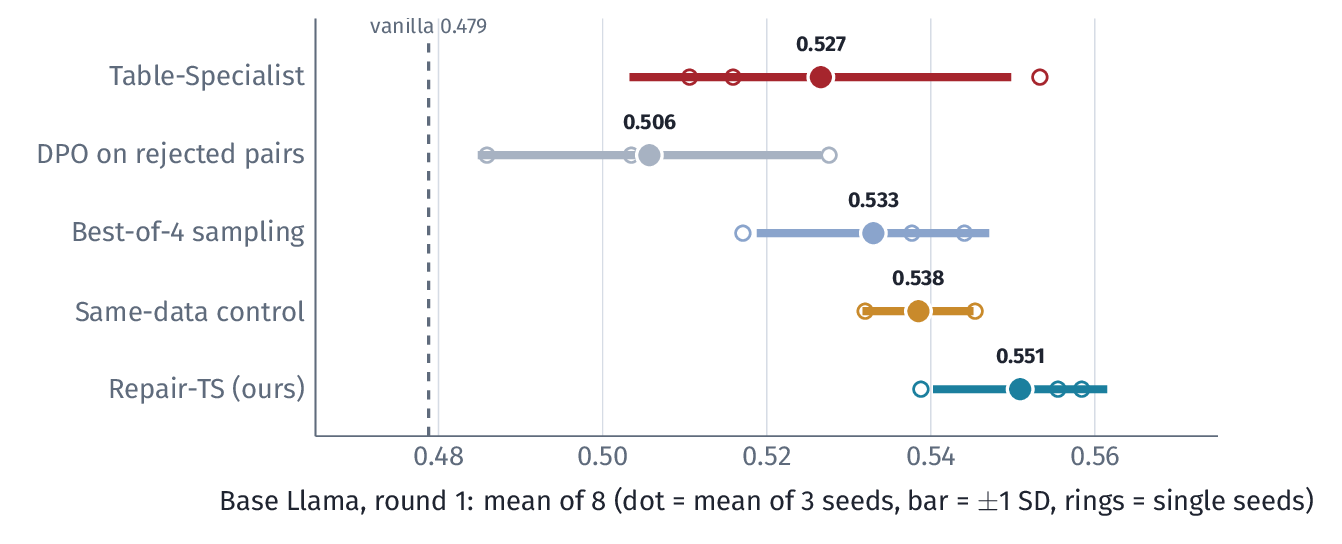 vanilla 0.479
0.527
Table-Specialist
0.506
DPO on rejected pairs
0.533
Best-of-4 sampling
0.538
Same-data control
0.551
Repair-TS (ours)
0.48 0.50 0.52 0.54 0.56
Base Llama, round 1: mean of 8 (dot = mean of 3 seeds, bar = ±1 SD, rings = single seeds)